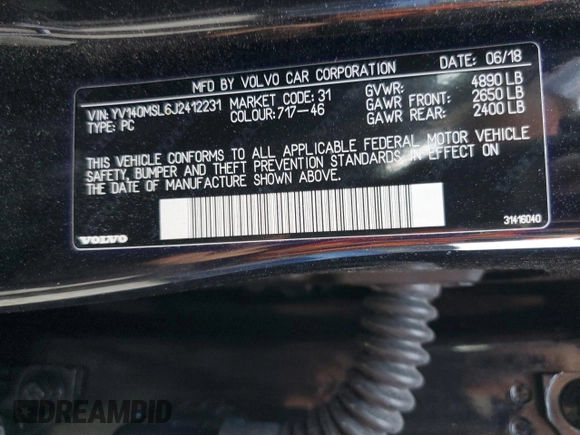 MFD BY VOLVO CAR CORPORATION DATE: 06/18
VIN: YV140MSL6J2412231 MARKET CODE: 31 GVWR: 4890 LB
TYPE: PC COLOUR: 717-46 GAWR FRONT: 2650 LB
GAWR REAR: 2400 LB
THIS VEHICLE CONFORMS TO ALL APPLICABLE FEDERAL MOTOR VEHICLE
SAFETY, BUMPER AND THEFT PREVENTION STANDARDS IN EFFECT ON
THE DATE OF MANUFACTURE SHOWN ABOVE.
31416040
VOLVO
DREAMBID